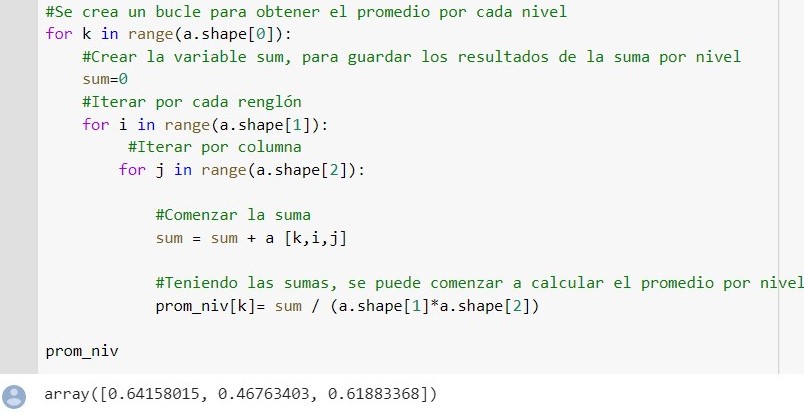 #Se crea un bucle para obtener el promedio por cada nivel
for k in range(a.shape[0]):
#Crear la variable sum, para guardar los resultados de la suma por nivel
sum=0
#Iterar por cada renglón
for i in range(a.shape[1]):
#Iterar por columna
for j in range(a.shape[2]):
#Comenzar la suma
sum = sum + a [k,i,j]
#Teniendo las sumas, se puede comenzar a calcular el promedio por nivel
prom_niv[k]= sum / (a.shape[1]*a.shape[2])
prom_niv
array([0.64158015, 0.46763403, 0.61883368])